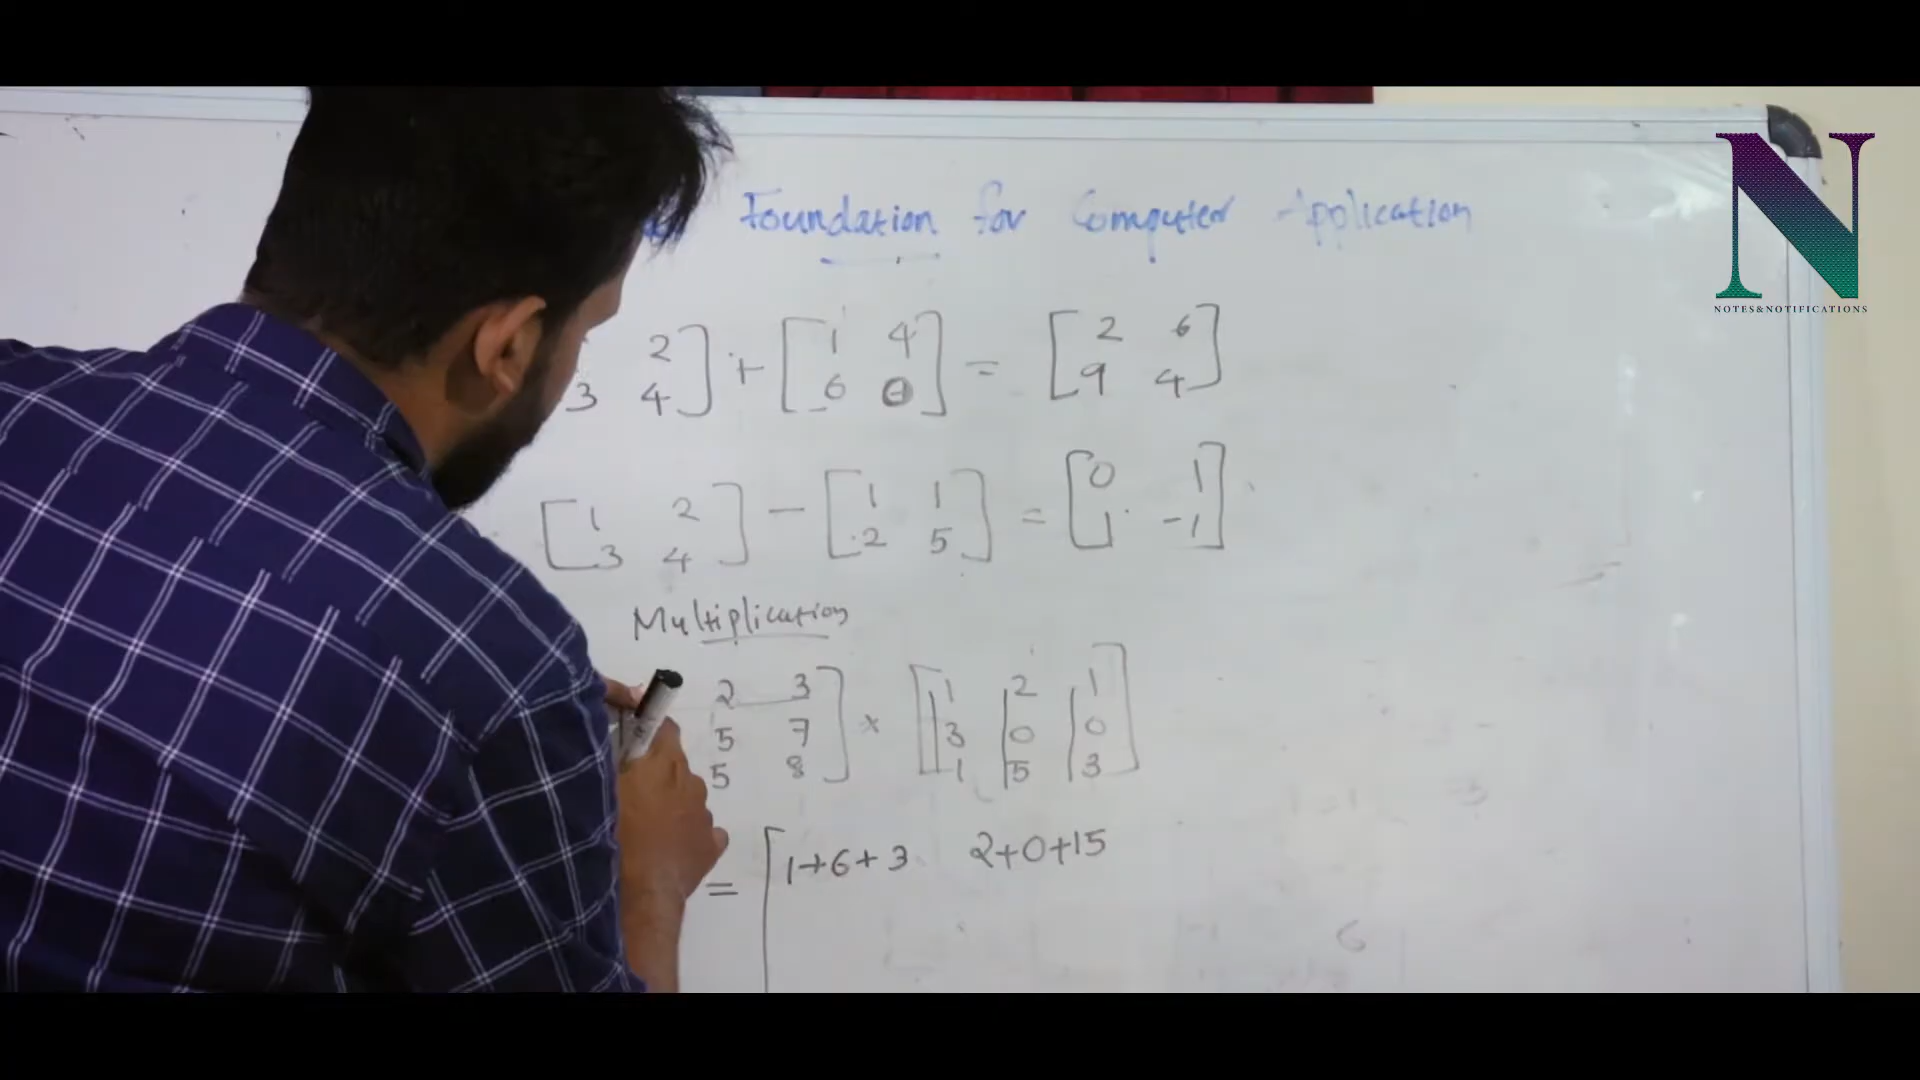 Foundation for Computer Application
N
NOTES&NOTIFICATIONS
2 + 1 4 = 2 6
3 4 6 0 9 4
1 2 - 1 1 = 0 1
3 4 2 5 1 -1
Multiplication
2 3 × 1 2 1
5 7 3 0 0
5 8 1 5 3
= 1+6+3 2+0+15